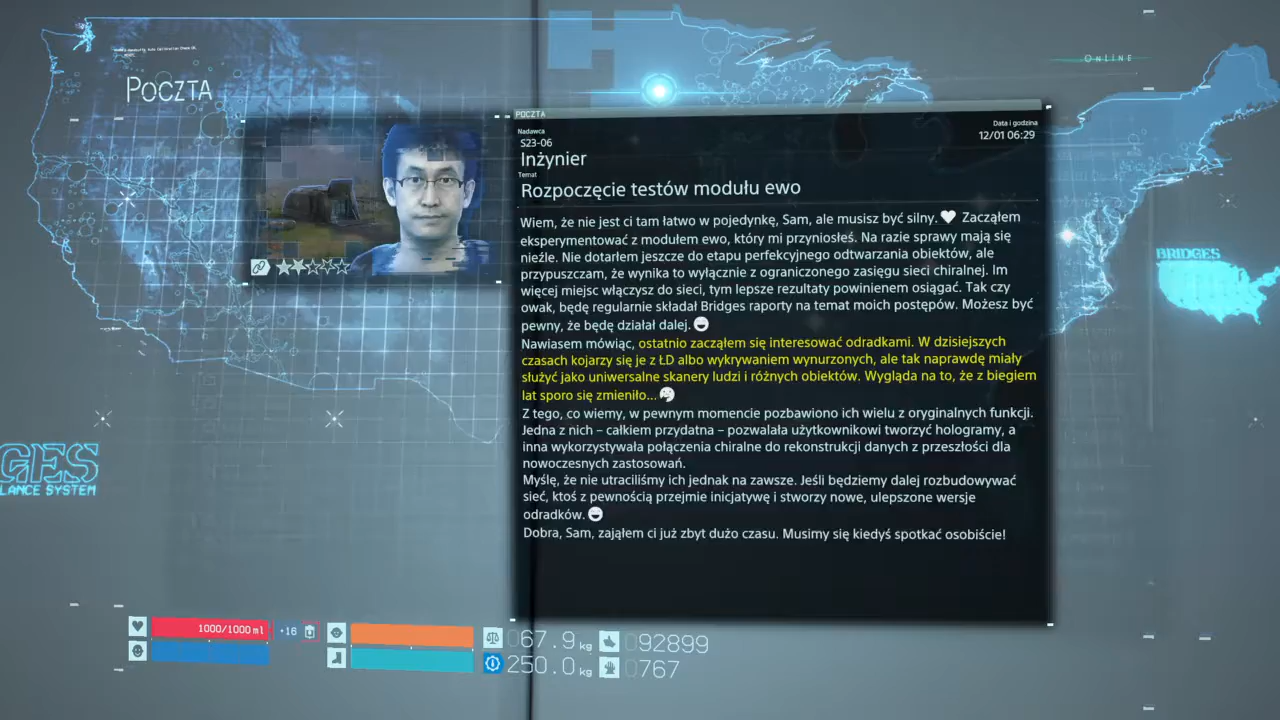 POCZTA
ONLINE
POCZTA
Nadawca
S23-06
Data i godzina
12/01 06:29
Inżynier
Temat
Rozpoczęcie testów modułu ewo
Wiem, że nie jest ci tam łatwo w pojedynkę, Sam, ale musisz być silny. Zacząłem
eksperymentować z modułem ewo, który mi przyniosłeś. Na razie sprawy mają się
nieźle. Nie dotarłem jeszcze do etapu perfekcyjnego odtwarzania obiektów, ale
przypuszczam, że wynika to wyłącznie z ograniczonego zasięgu sieci chiralnej. Im
więcej miejsc włączysz do sieci, tym lepsze rezultaty powinienem osiągać. Tak czy
owak, będę regularnie składał Bridges raporty na temat moich postępów. Możesz być
pewny, że będę działał dalej.
Nawiasem mówiąc, ostatnio zacząłem się interesować odradkami. W dzisiejszych
czasach kojarzy się je z ŁD albo wykrywaniem wynurzonych, ale tak naprawdę miały
służyć jako uniwersalne skanery ludzi i różnych obiektów. Wygląda na to, że z biegiem
lat sporo się zmieniło...
Z tego, co wiemy, w pewnym momencie pozbawiono ich wielu z oryginalnych funkcji.
Jedna z nich – całkiem przydatna – pozwalała użytkownikowi tworzyć hologramy, a
inna wykorzystywała połączenia chiralne do rekonstrukcji danych z przeszłości dla
nowoczesnych zastosowań.
Myślę, że nie utraciliśmy ich jednak na zawsze. Jeśli będziemy dalej rozbudowywać
sieć, ktoś z pewnością przejmie inicjatywę i stworzy nowe, ulepszone wersje
odradków.
Dobra, Sam, zająłem ci już zbyt dużo czasu. Musimy się kiedyś spotkać osobiście!
BRIDGES
GES
LANCE SYSTEM
1000/1000 ml
+16
067.9 kg
092899
250.0 kg
0767